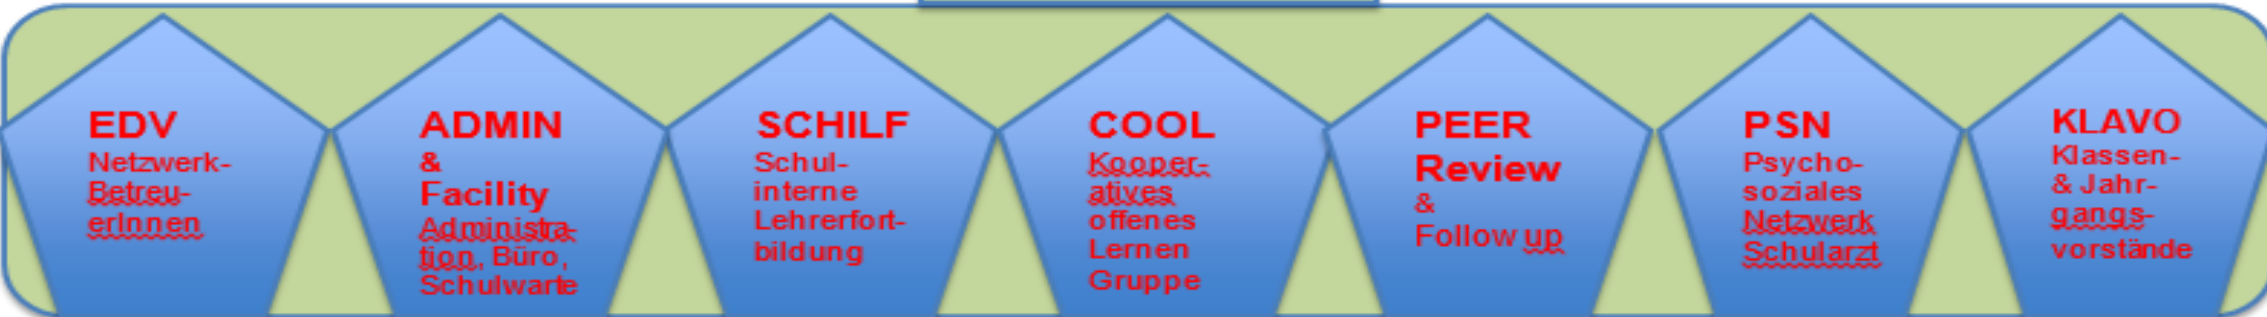 EDV
Netzwerk-
Betreu-
erInnen
ADMIN
&
Facility
Administra-
tion, Büro,
Schulwarte
SCHILF
Schul-
interne
Lehrerfort-
bildung
COOL
Kooper-
atives
offenes
Lernen
Gruppe
PEER
Review
&
Follow up
PSN
Psycho-
soziales
Netzwerk
Schularzt
KLAVO
Klassen-
& Jahr-
gangs-
vorstände